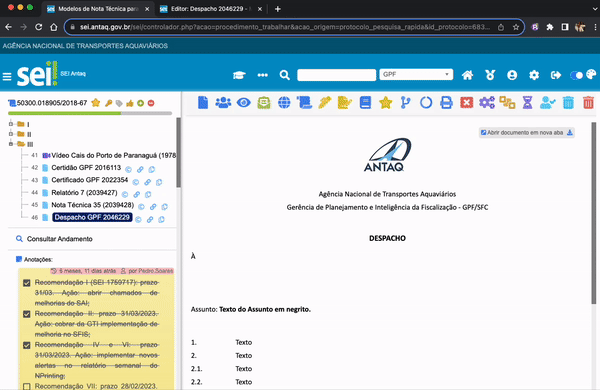 Modelos de Nota Técnica para
Editor: Despacho 2046229 -
sei.antaq.gov.br/sei/controlador.php?acao=procedimento_trabalhar&acao_origem=protocolo_pesquisa_rapida&id_protocolo=683...
AGÊNCIA NACIONAL DE TRANSPORTES AQUAVIÁRIOS
sei! SEI Antaq
GPF
50300.018905/2018-67
I
II
III
41 Vídeo Cais do Porto de Paranaguá (1978
42 Certidão GPF 2016113
43 Certificado GPF 2022354
44 Relatório 7 (2039427)
45 Nota Técnica 35 (2039428)
46 Despacho GPF 2046229
Consultar Andamento
Anotações:
5 meses, 11 dias atrás por Pedro.Soares
Recomendação I (SEI 1759717): prazo
31/03. Ação: abrir chamados de
melhorias do SAI;
Recomendação II: prazo 31/03/2023.
Ação: cobrar da GTI implementação de
melhoria no SFIS;
Recomendação IV e VI: prazo
31/03/2023. Ação: implementar novos
alertas no relatório semanal do
NPrinting;
Recomendação VII: prazo 28/02/2023.
Abrir documento em nova aba
ANTAQ
Agência Nacional de Transportes Aquaviários
Gerência de Planejamento e Inteligência da Fiscalização - GPF/SFC
DESPACHO
À
Assunto: Texto do Assunto em negrito.
1. Texto
2. Texto
2.1. Texto
2.2. Texto